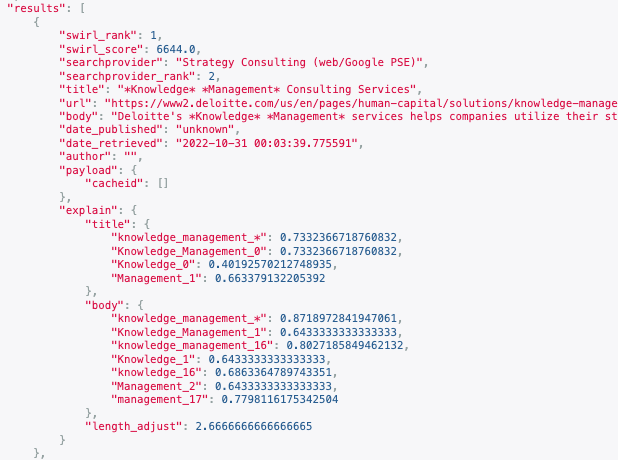 "results": [
{
"swirl_rank": 1,
"swirl_score": 6644.0,
"searchprovider": "Strategy Consulting (web/Google PSE)",
"searchprovider_rank": 2,
"title": "*Knowledge* *Management* Consulting Services",
"url": "https://www2.deloitte.com/us/en/pages/human-capital/solutions/knowledge-manage
"body": "Deloitte's *Knowledge* *Management* services helps companies utilize their st
"date_published": "unknown",
"date_retrieved": "2022-10-31 00:03:39.775591",
"author": "",
"payload": {
"cacheid": []
},
"explain": {
"title": {
"knowledge_management_*": 0.7332366718760832,
"Knowledge_Management_0": 0.7332366718760832,
"Knowledge_0": 0.40192570212748935,
"Management_1": 0.663379132205392
},
"body": {
"knowledge_management_*": 0.8718972841947061,
"Knowledge_Management_1": 0.6433333333333333,
"knowledge_management_16": 0.8027185849462132,
"Knowledge_1": 0.6433333333333333,
"knowledge_16": 0.6863364789743351,
"Management_2": 0.6433333333333333,
"management_17": 0.7798116175342504
},
"length_adjust": 2.6666666666666665
}
},